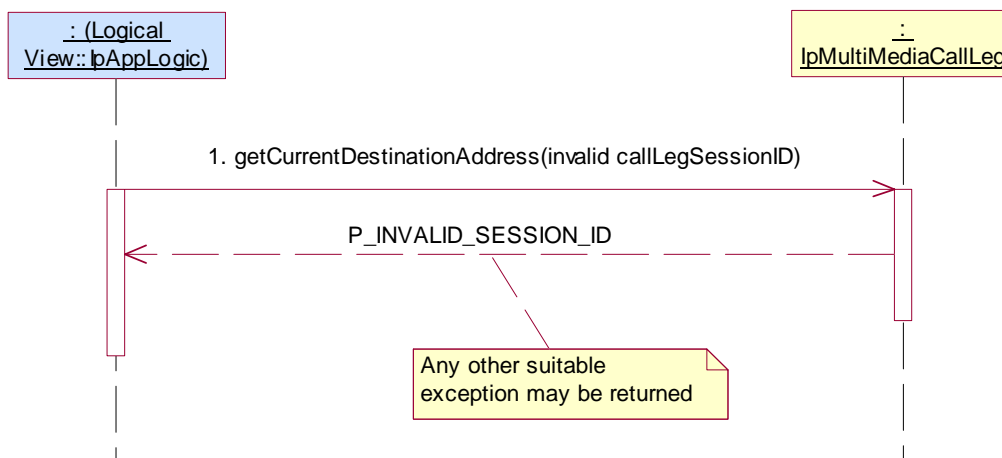 : (Logical
View::IpAppLogic)
:
IpMultiMediaCallLeg
1. getCurrentDestinationAddress(invalid callLegSessionID)
P_INVALID_SESSION_ID
Any other suitable
exception may be returned